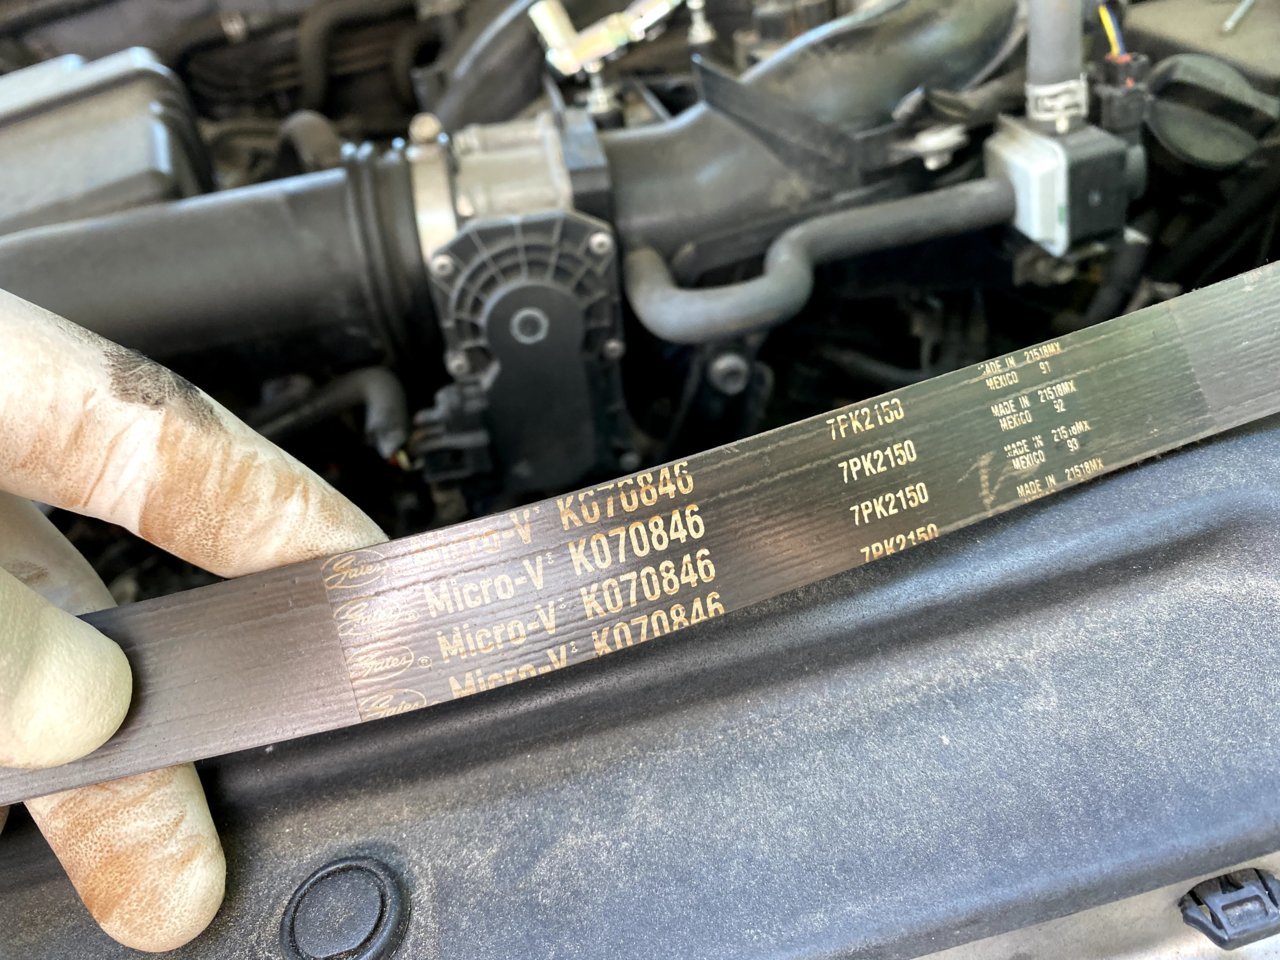 Gates Micro-V® K070846 7PK2150 MADE IN MEXICO 21518MX 91
Gates Micro-V® K070846 7PK2150 MADE IN MEXICO 21518MX 92
Gates® Micro-V® K070846 7PK2150 MADE IN MEXICO 21518MX 93
Gates Micro-V® K070846 7PK2150 MADE IN 21518MX